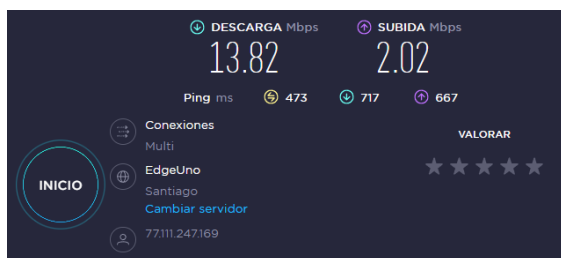 DESCARGA Mbps
SUBIDA Mbps
13.82
2.02
Ping ms 473 717 667
Conexiones
Multi
VALORAR
INICIO
EdgeUno
Santiago
Cambiar servidor
77.111.247.169